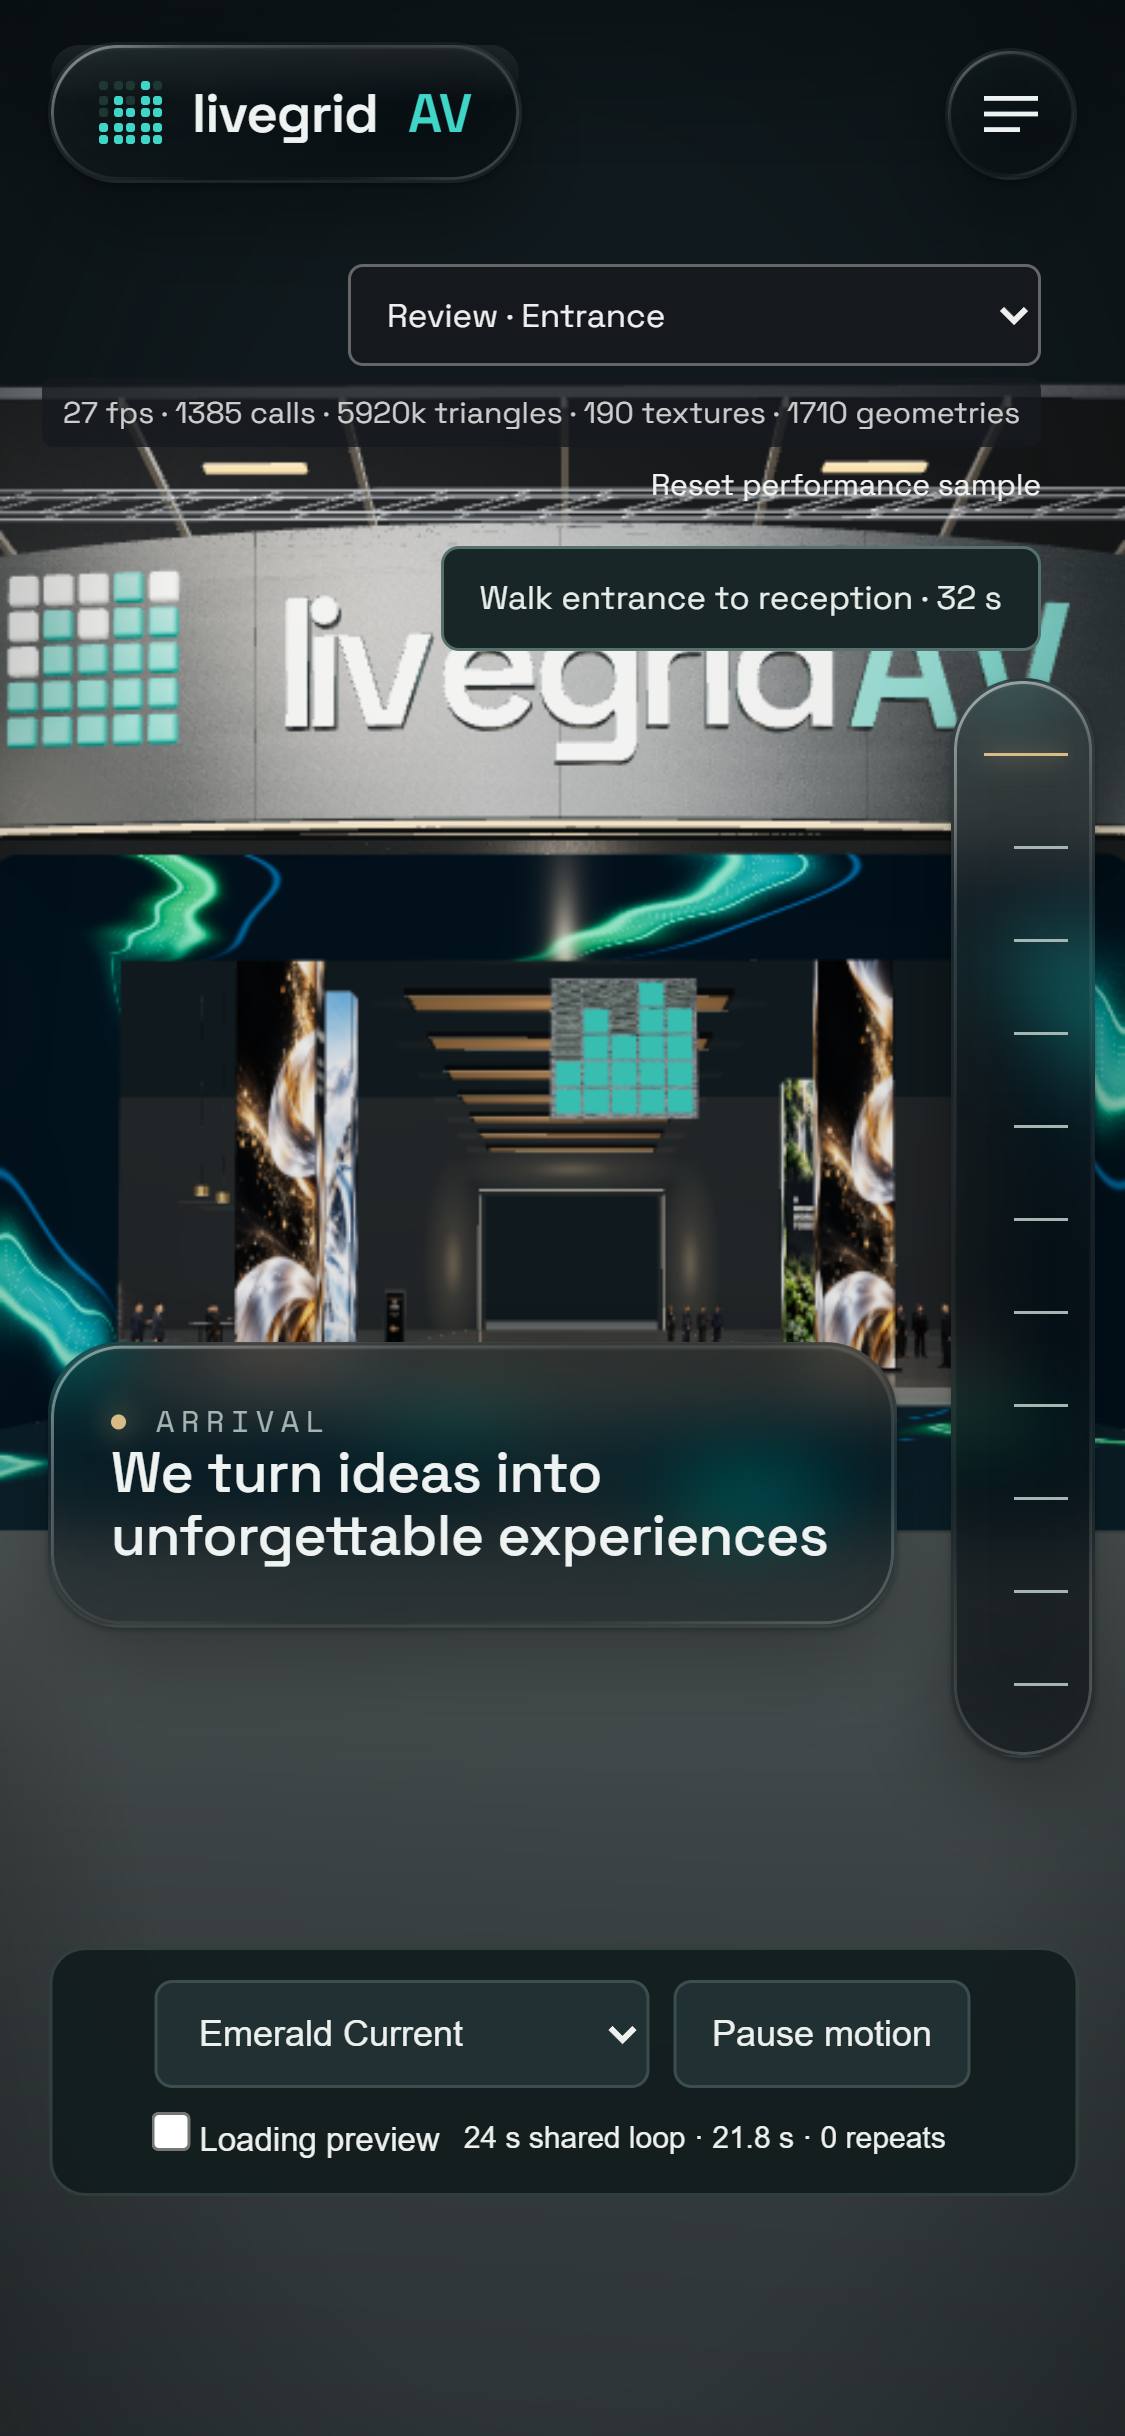 livegrid AV
Review · Entrance
27 fps · 1385 calls · 5920k triangles · 190 textures · 1710 geometries
Reset performance sample
Walk entrance to reception · 32 s
livegrid AV
ARRIVAL
We turn ideas into
unforgettable experiences
Emerald Current
Pause motion
Loading preview
24 s shared loop · 21.8 s · 0 repeats